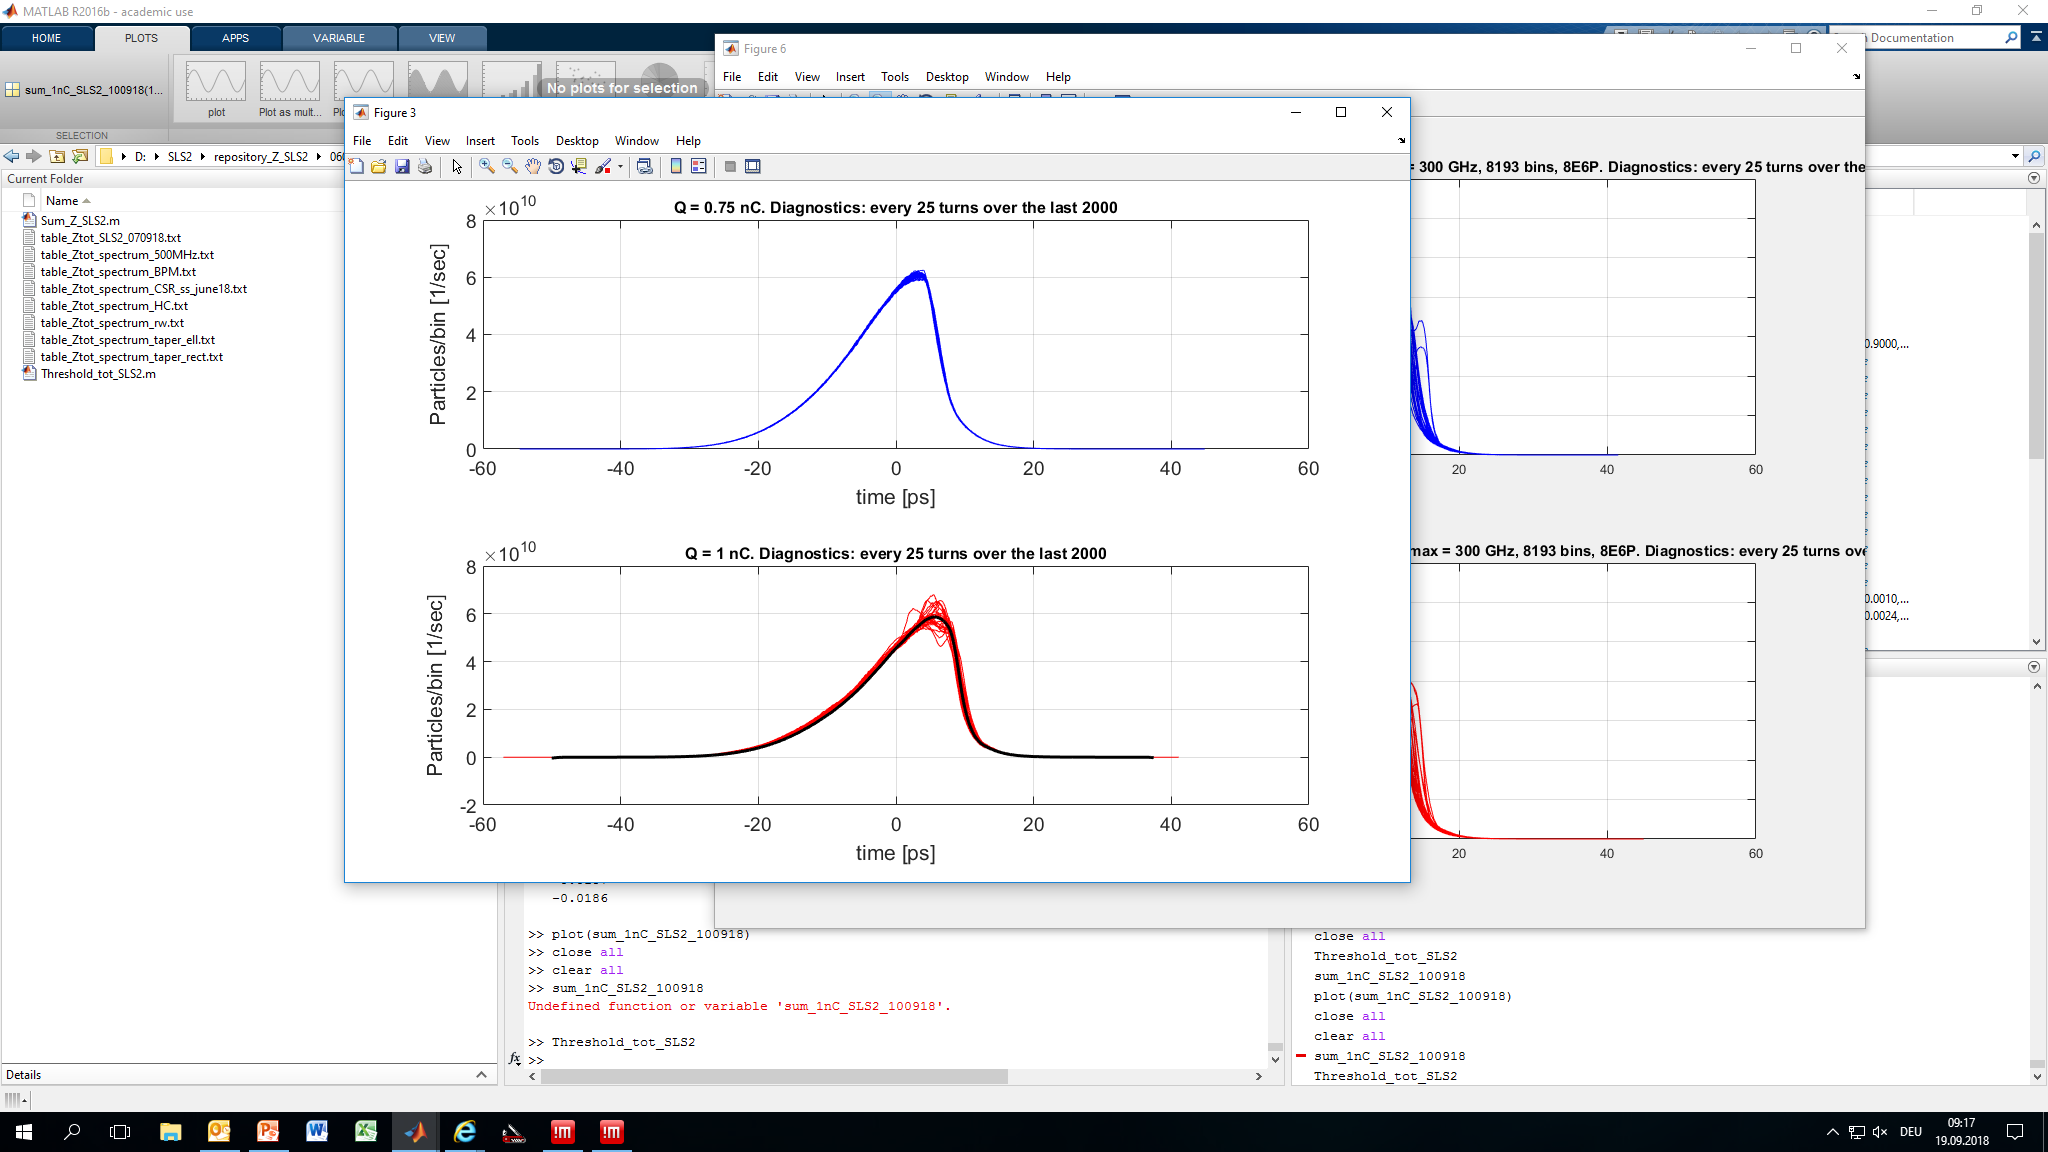 MATLAB R2016b - academic use
HOME PLOTS APPS VARIABLE VIEW
Documentation
sum_1nC_SLS2_100918(1...
plot
Plot as mult...
No plots for selection
SELECTION
D: SLS2 repository_Z_SLS2
Current Folder
Name
Sum_Z_SLS2.m
table_Ztot_SLS2_070918.txt
table_Ztot_spectrum_500MHz.txt
table_Ztot_spectrum_BPM.txt
table_Ztot_spectrum_CSR_ss_june18.txt
table_Ztot_spectrum_HC.txt
table_Ztot_spectrum_rw.txt
table_Ztot_spectrum_taper_ell.txt
table_Ztot_spectrum_taper_rect.txt
Threshold_tot_SLS2.m
Details
Figure 6
File Edit View Insert Tools Desktop Window Help
= 300 GHz, 8193 bins, 8E6P. Diagnostics: every 25 turns over the
20 40 60
max = 300 GHz, 8193 bins, 8E6P. Diagnostics: every 25 turns ove
20 40 60
0.9000,...
0.0010,...
0.0024,...
Figure 3
File Edit View Insert Tools Desktop Window Help
×10^10
Q = 0.75 nC. Diagnostics: every 25 turns over the last 2000
Particles/bin [1/sec]
8
6
4
2
0
-60 -40 -20 0 20 40 60
time [ps]
×10^10
Q = 1 nC. Diagnostics: every 25 turns over the last 2000
Particles/bin [1/sec]
8
6
4
2
0
-2
-60 -40 -20 0 20 40 60
time [ps]
-0.0186
>> plot(sum_1nC_SLS2_100918)
>> close all
>> clear all
>> sum_1nC_SLS2_100918
Undefined function or variable 'sum_1nC_SLS2_100918'.
>> Threshold_tot_SLS2
fx >>
close all
Threshold_tot_SLS2
sum_1nC_SLS2_100918
plot(sum_1nC_SLS2_100918)
close all
clear all
sum_1nC_SLS2_100918
Threshold_tot_SLS2
DEU
09:17
19.09.2018